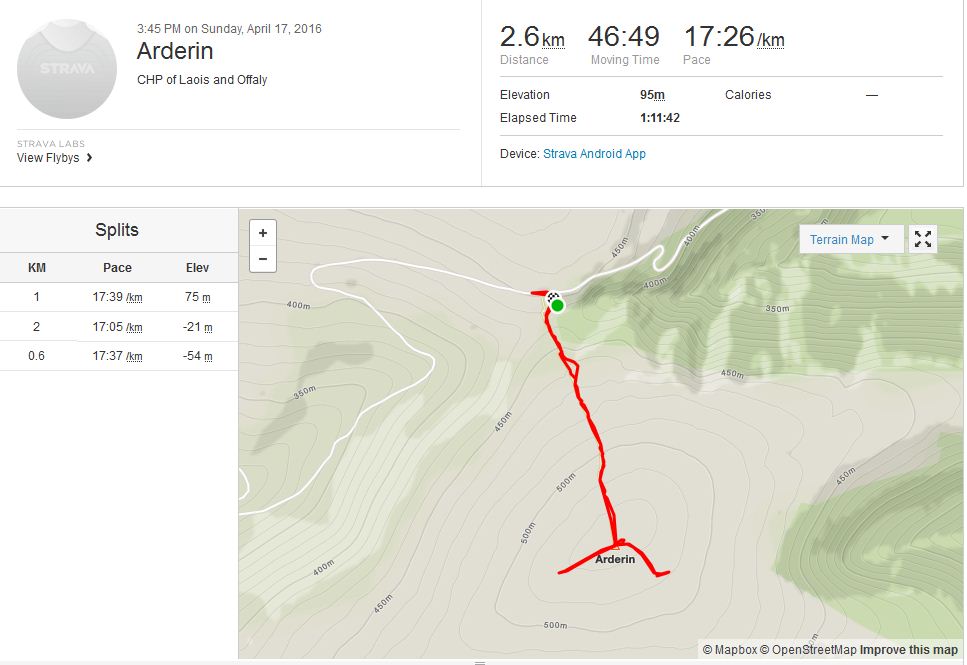 STRAVA
3:45 PM on Sunday, April 17, 2016
Arderin
CHP of Laois and Offaly
STRAVA LABS
View Flybys
2.6km 46:49 17:26/km
Distance Moving Time Pace
Elevation 95m Calories —
Elapsed Time 1:11:42
Device: Strava Android App
Splits
KM Pace Elev
1 17:39 /km 75 m
2 17:05 /km -21 m
0.6 17:37 /km -54 m
+
−
Terrain Map
350m
450m
400m
400m
400m
350m
450m
350m
450m
500m
450m
500m
Arderin
400m
450m
500m
© Mapbox © OpenStreetMap Improve this map